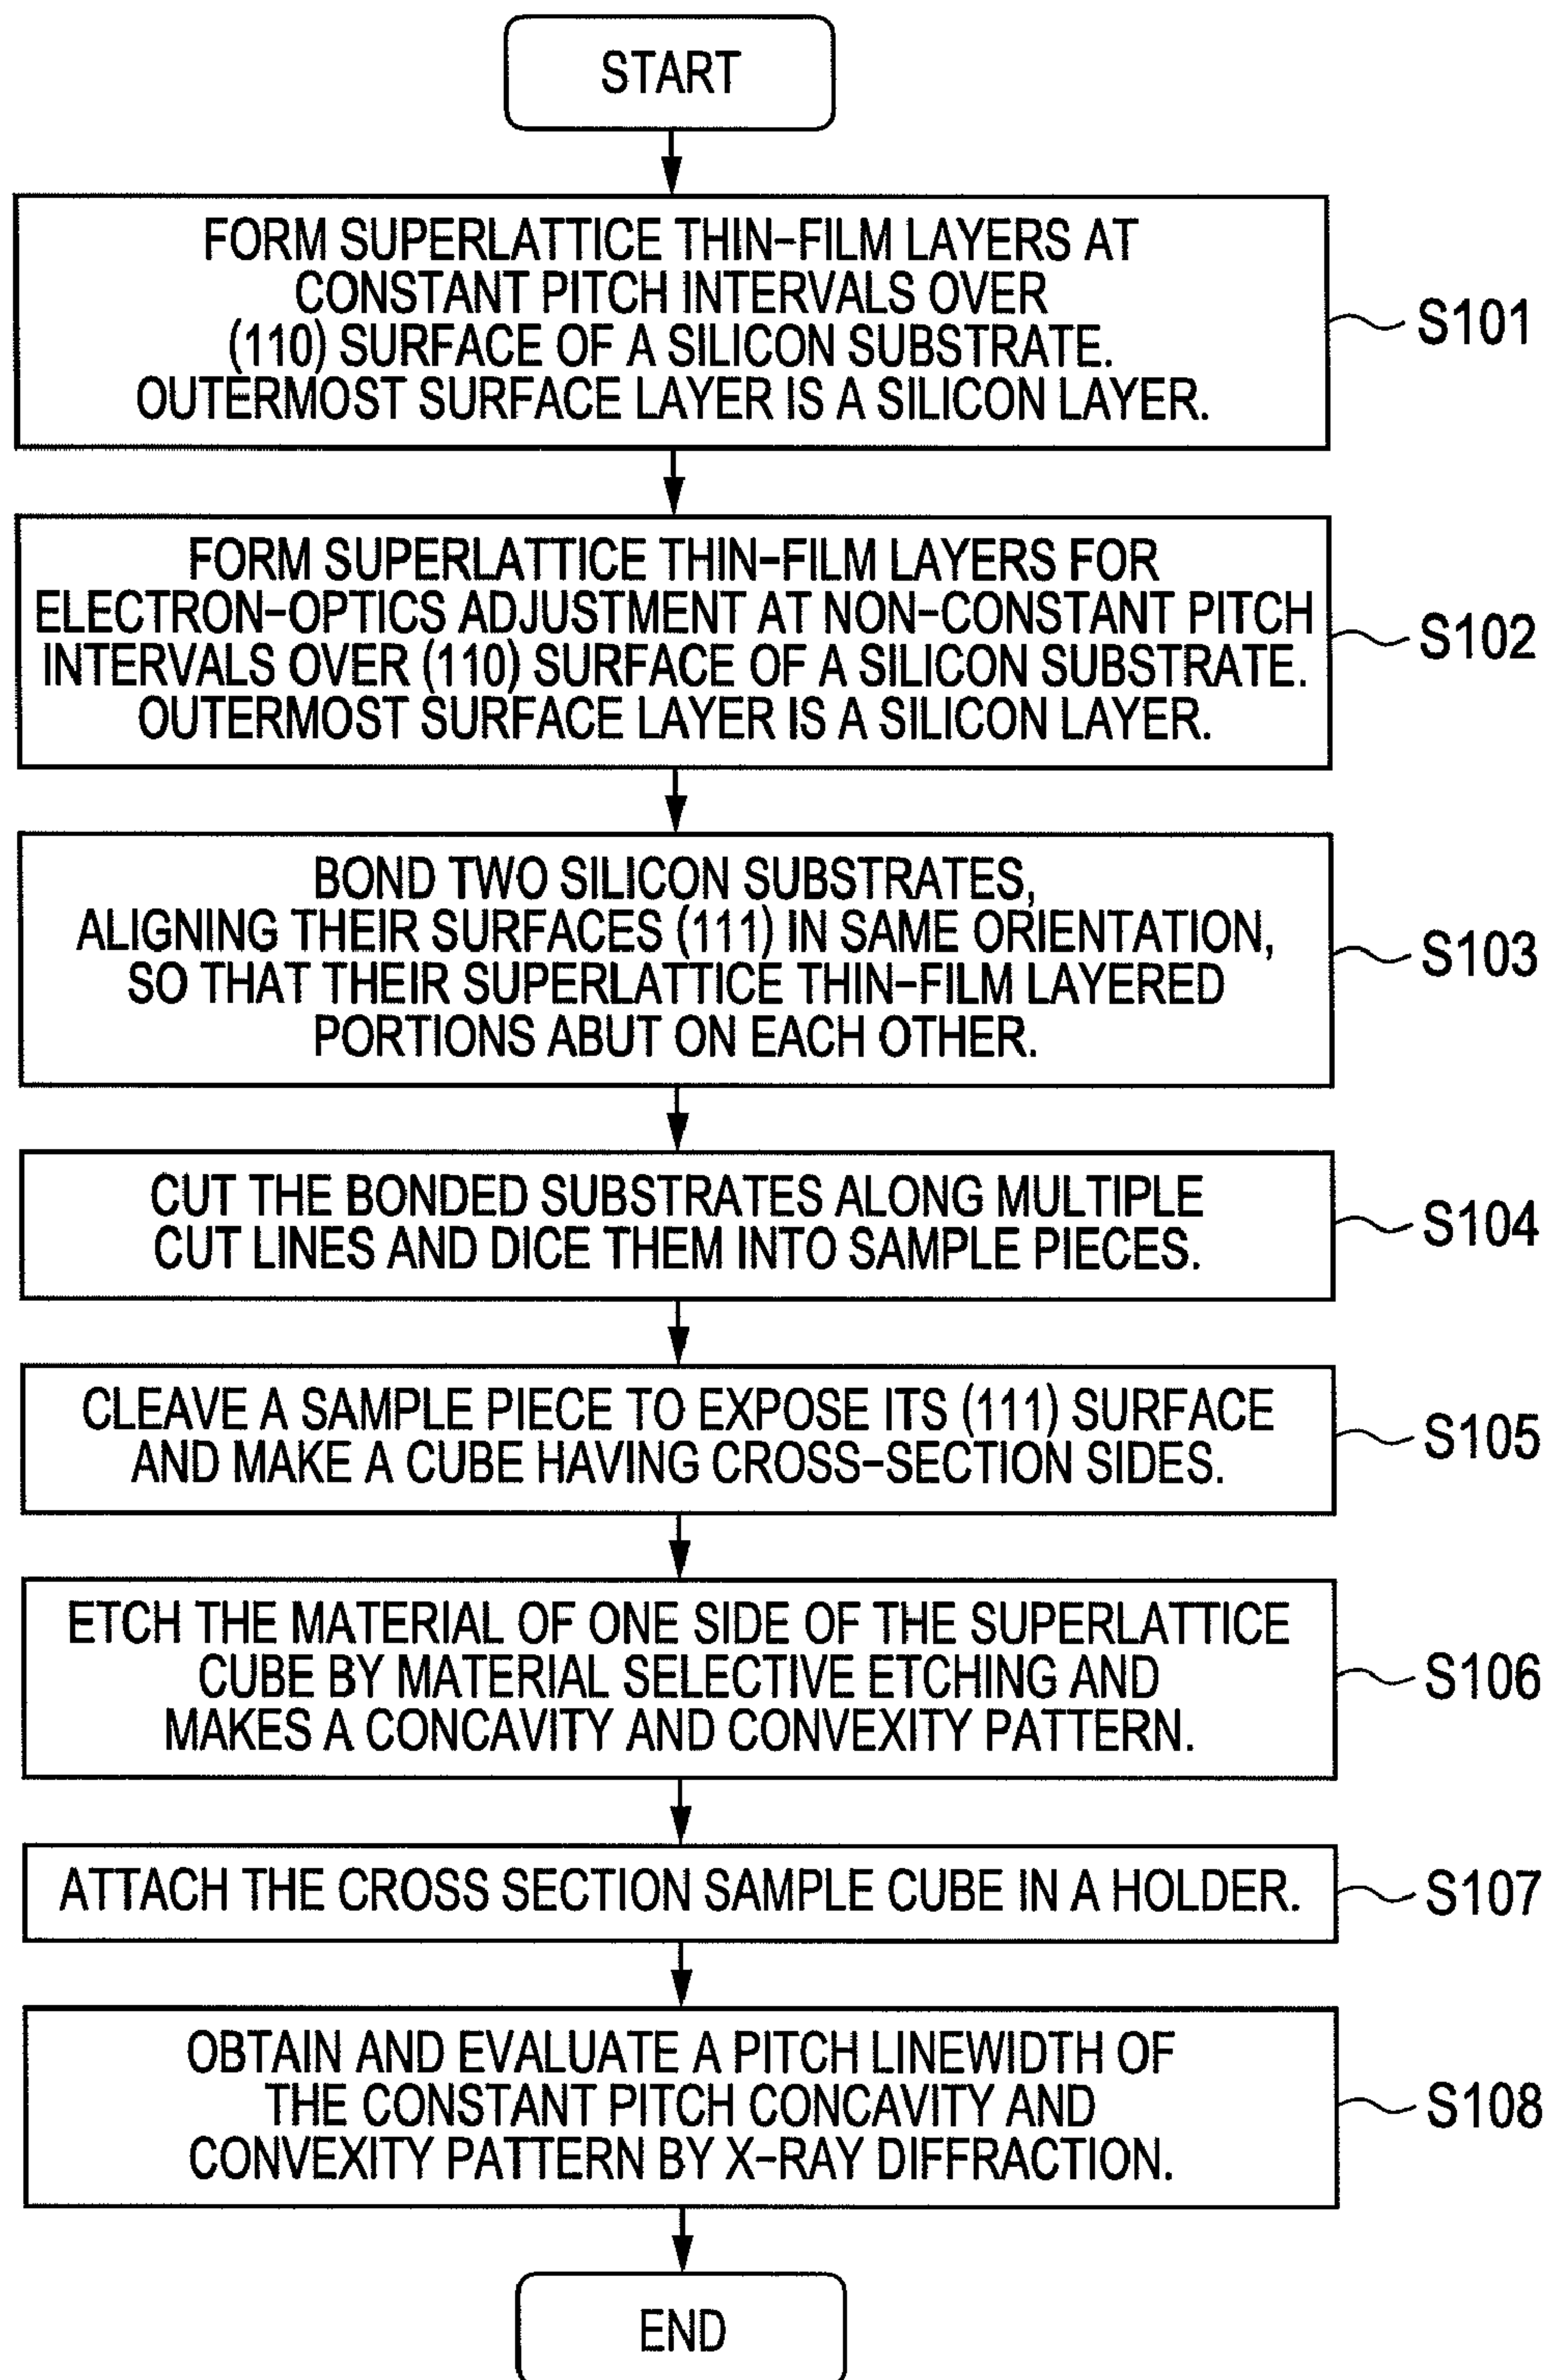 START
FORM SUPERLATTICE THIN-FILM LAYERS AT
CONSTANT PITCH INTERVALS OVER
(110) SURFACE OF A SILICON SUBSTRATE.
OUTERMOST SURFACE LAYER IS A SILICON LAYER.
S101
FORM SUPERLATTICE THIN-FILM LAYERS FOR
ELECTRON-OPTICS ADJUSTMENT AT NON-CONSTANT PITCH
INTERVALS OVER (110) SURFACE OF A SILICON SUBSTRATE.
OUTERMOST SURFACE LAYER IS A SILICON LAYER.
S102
BOND TWO SILICON SUBSTRATES,
ALIGNING THEIR SURFACES (111) IN SAME ORIENTATION,
SO THAT THEIR SUPERLATTICE THIN-FILM LAYERED
PORTIONS ABUT ON EACH OTHER.
S103
CUT THE BONDED SUBSTRATES ALONG MULTIPLE
CUT LINES AND DICE THEM INTO SAMPLE PIECES.
S104
CLEAVE A SAMPLE PIECE TO EXPOSE ITS (111) SURFACE
AND MAKE A CUBE HAVING CROSS-SECTION SIDES.
S105
ETCH THE MATERIAL OF ONE SIDE OF THE SUPERLATTICE
CUBE BY MATERIAL SELECTIVE ETCHING AND
MAKES A CONCAVITY AND CONVEXITY PATTERN.
S106
ATTACH THE CROSS SECTION SAMPLE CUBE IN A HOLDER.
S107
OBTAIN AND EVALUATE A PITCH LINEWIDTH OF
THE CONSTANT PITCH CONCAVITY AND
CONVEXITY PATTERN BY X-RAY DIFFRACTION.
S108
END